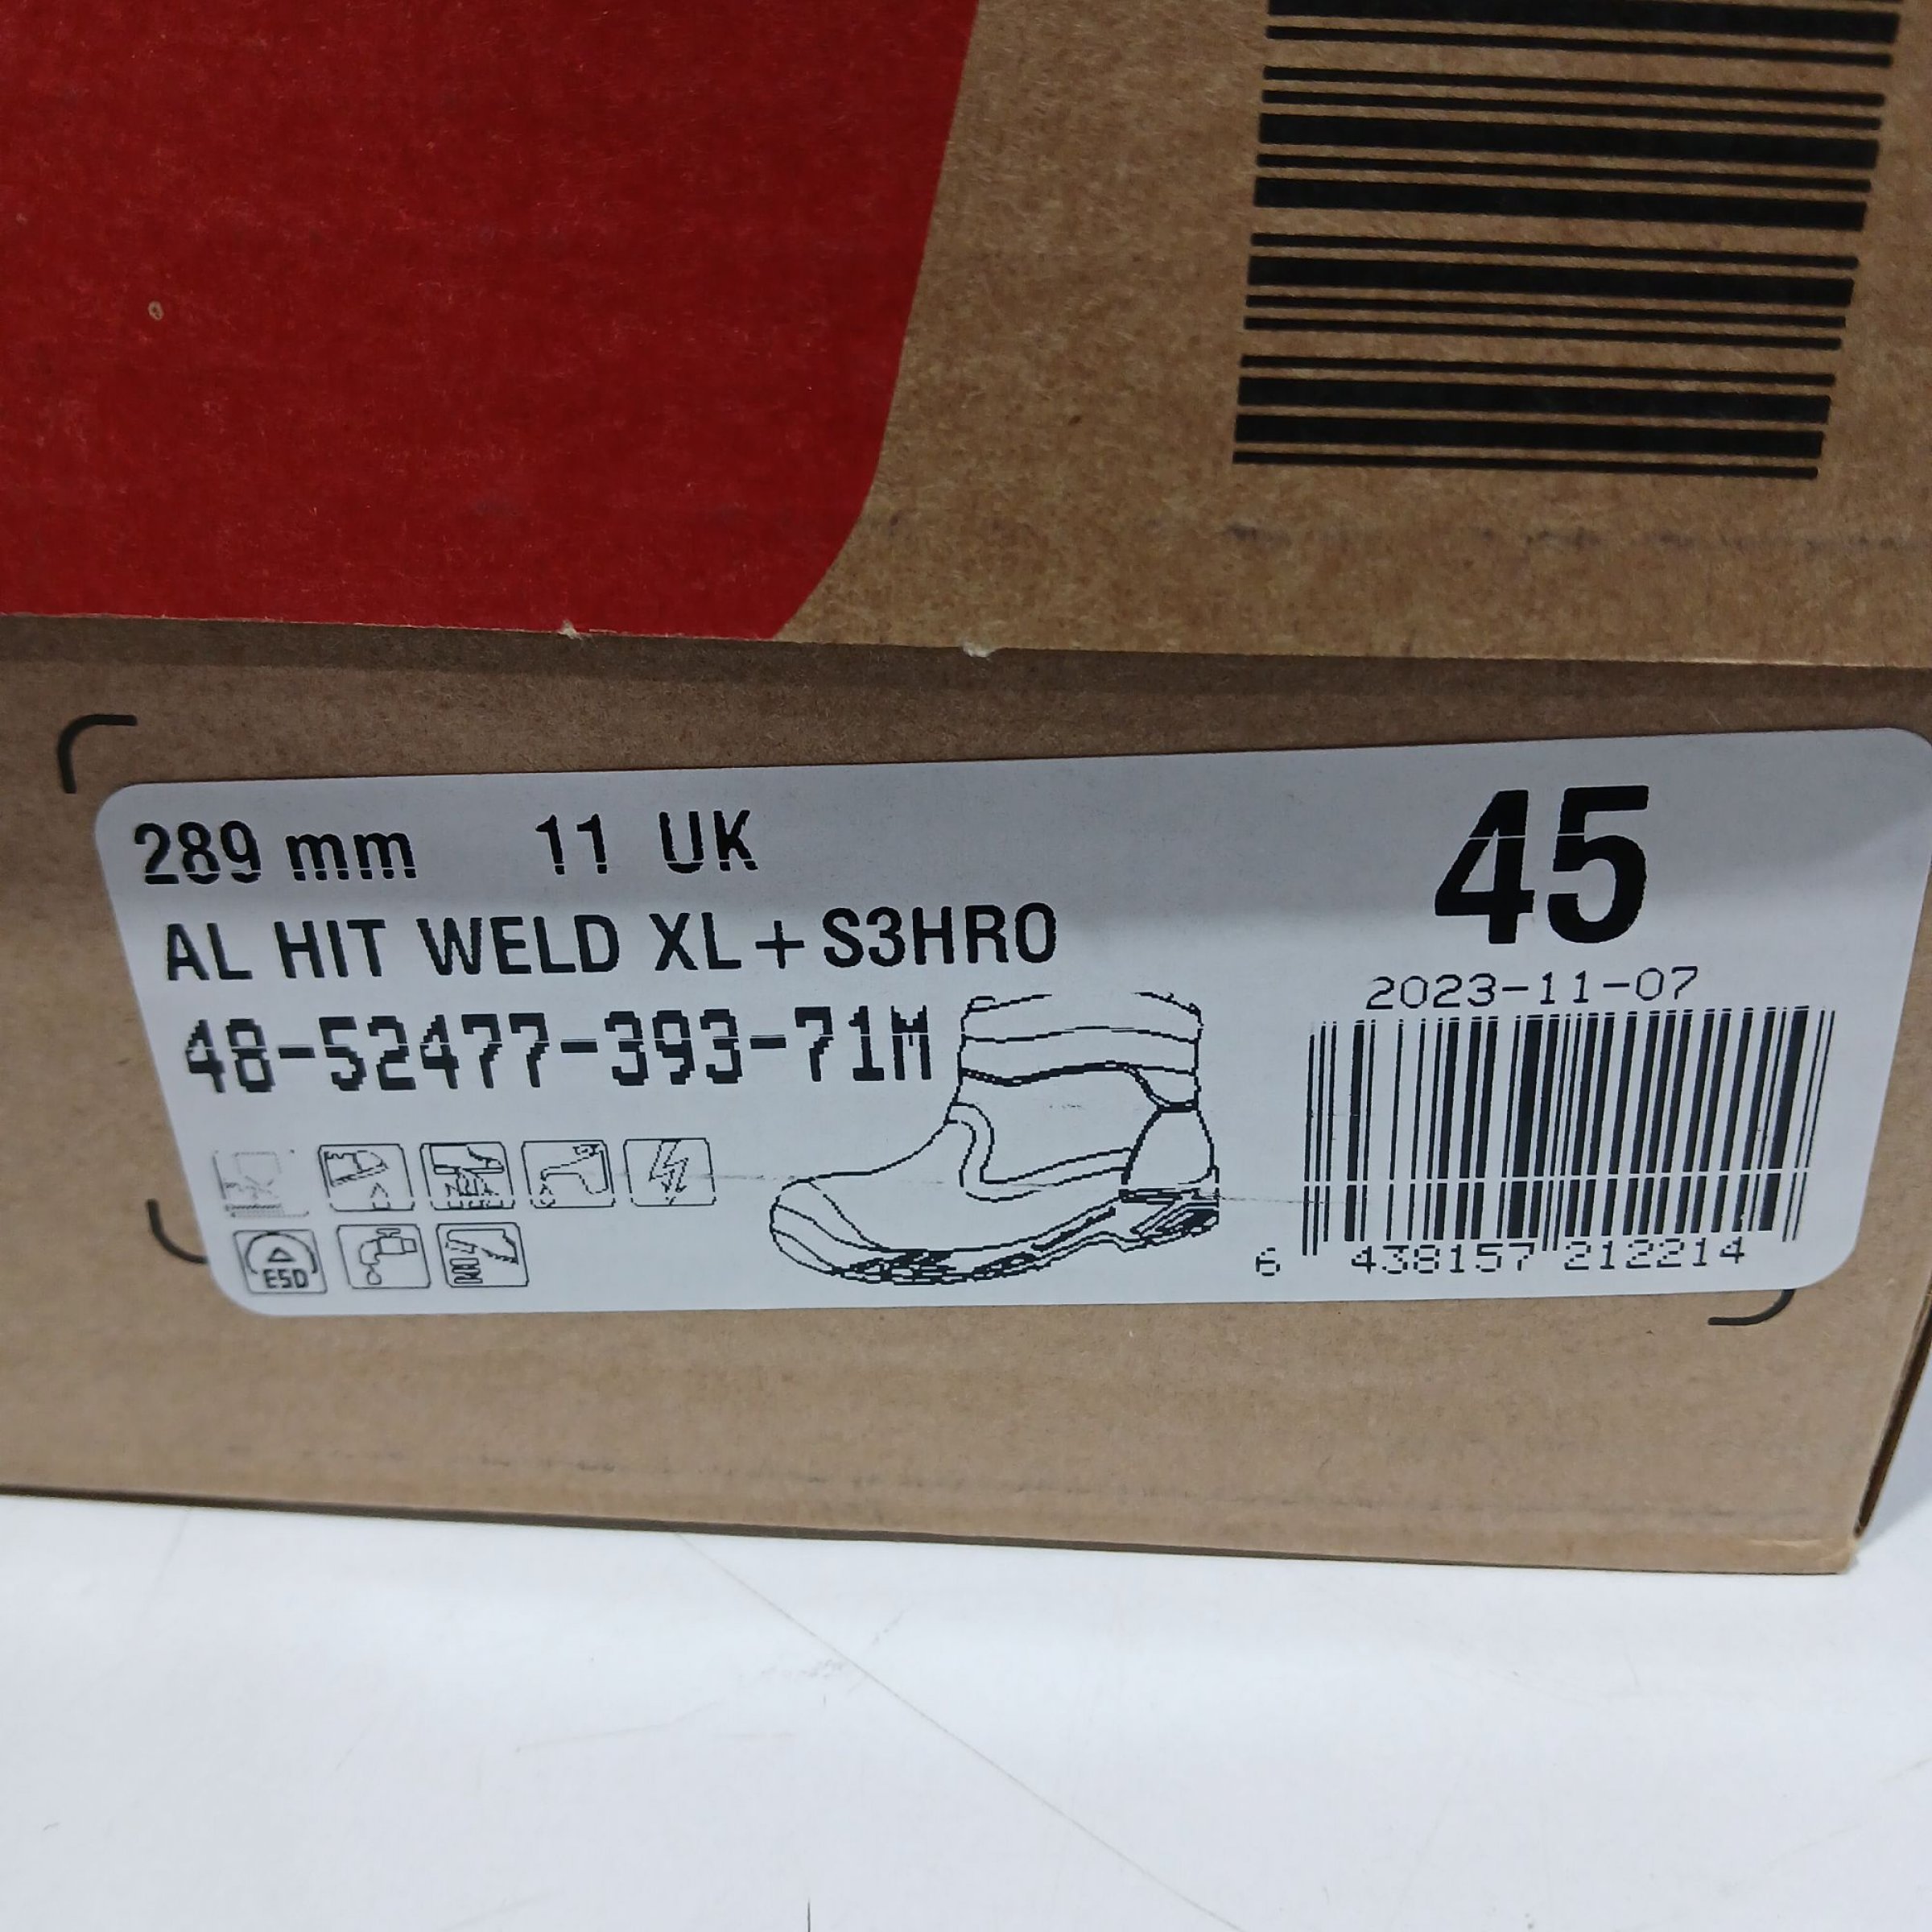 289 mm 11 UK
45
AL HIT WELD XL+S3HRO
2023-11-07
48-52477-393-71M
ESD
6 438157 212214